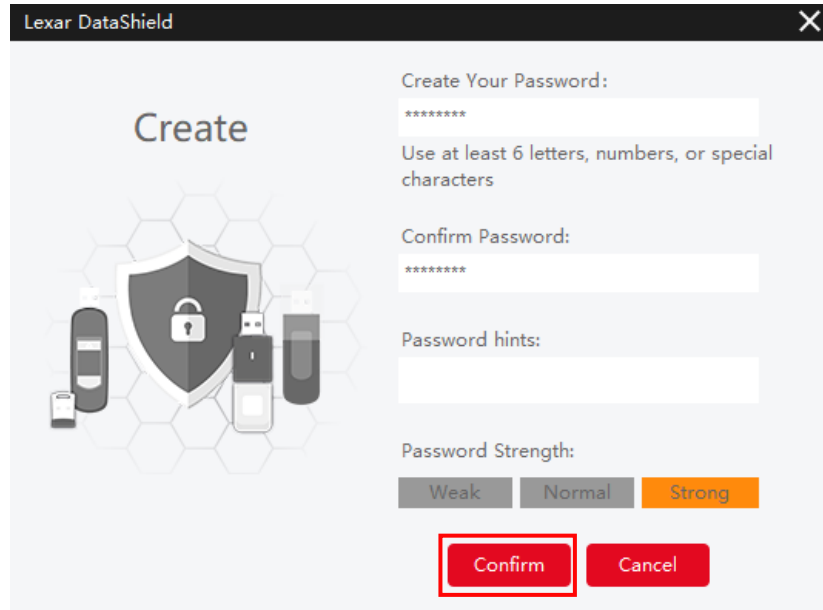 Lexar DataShield
Create
Create Your Password:
********
Use at least 6 letters, numbers, or special
characters
Confirm Password:
********
Password hints:
Password Strength:
Weak Normal Strong
Confirm Cancel